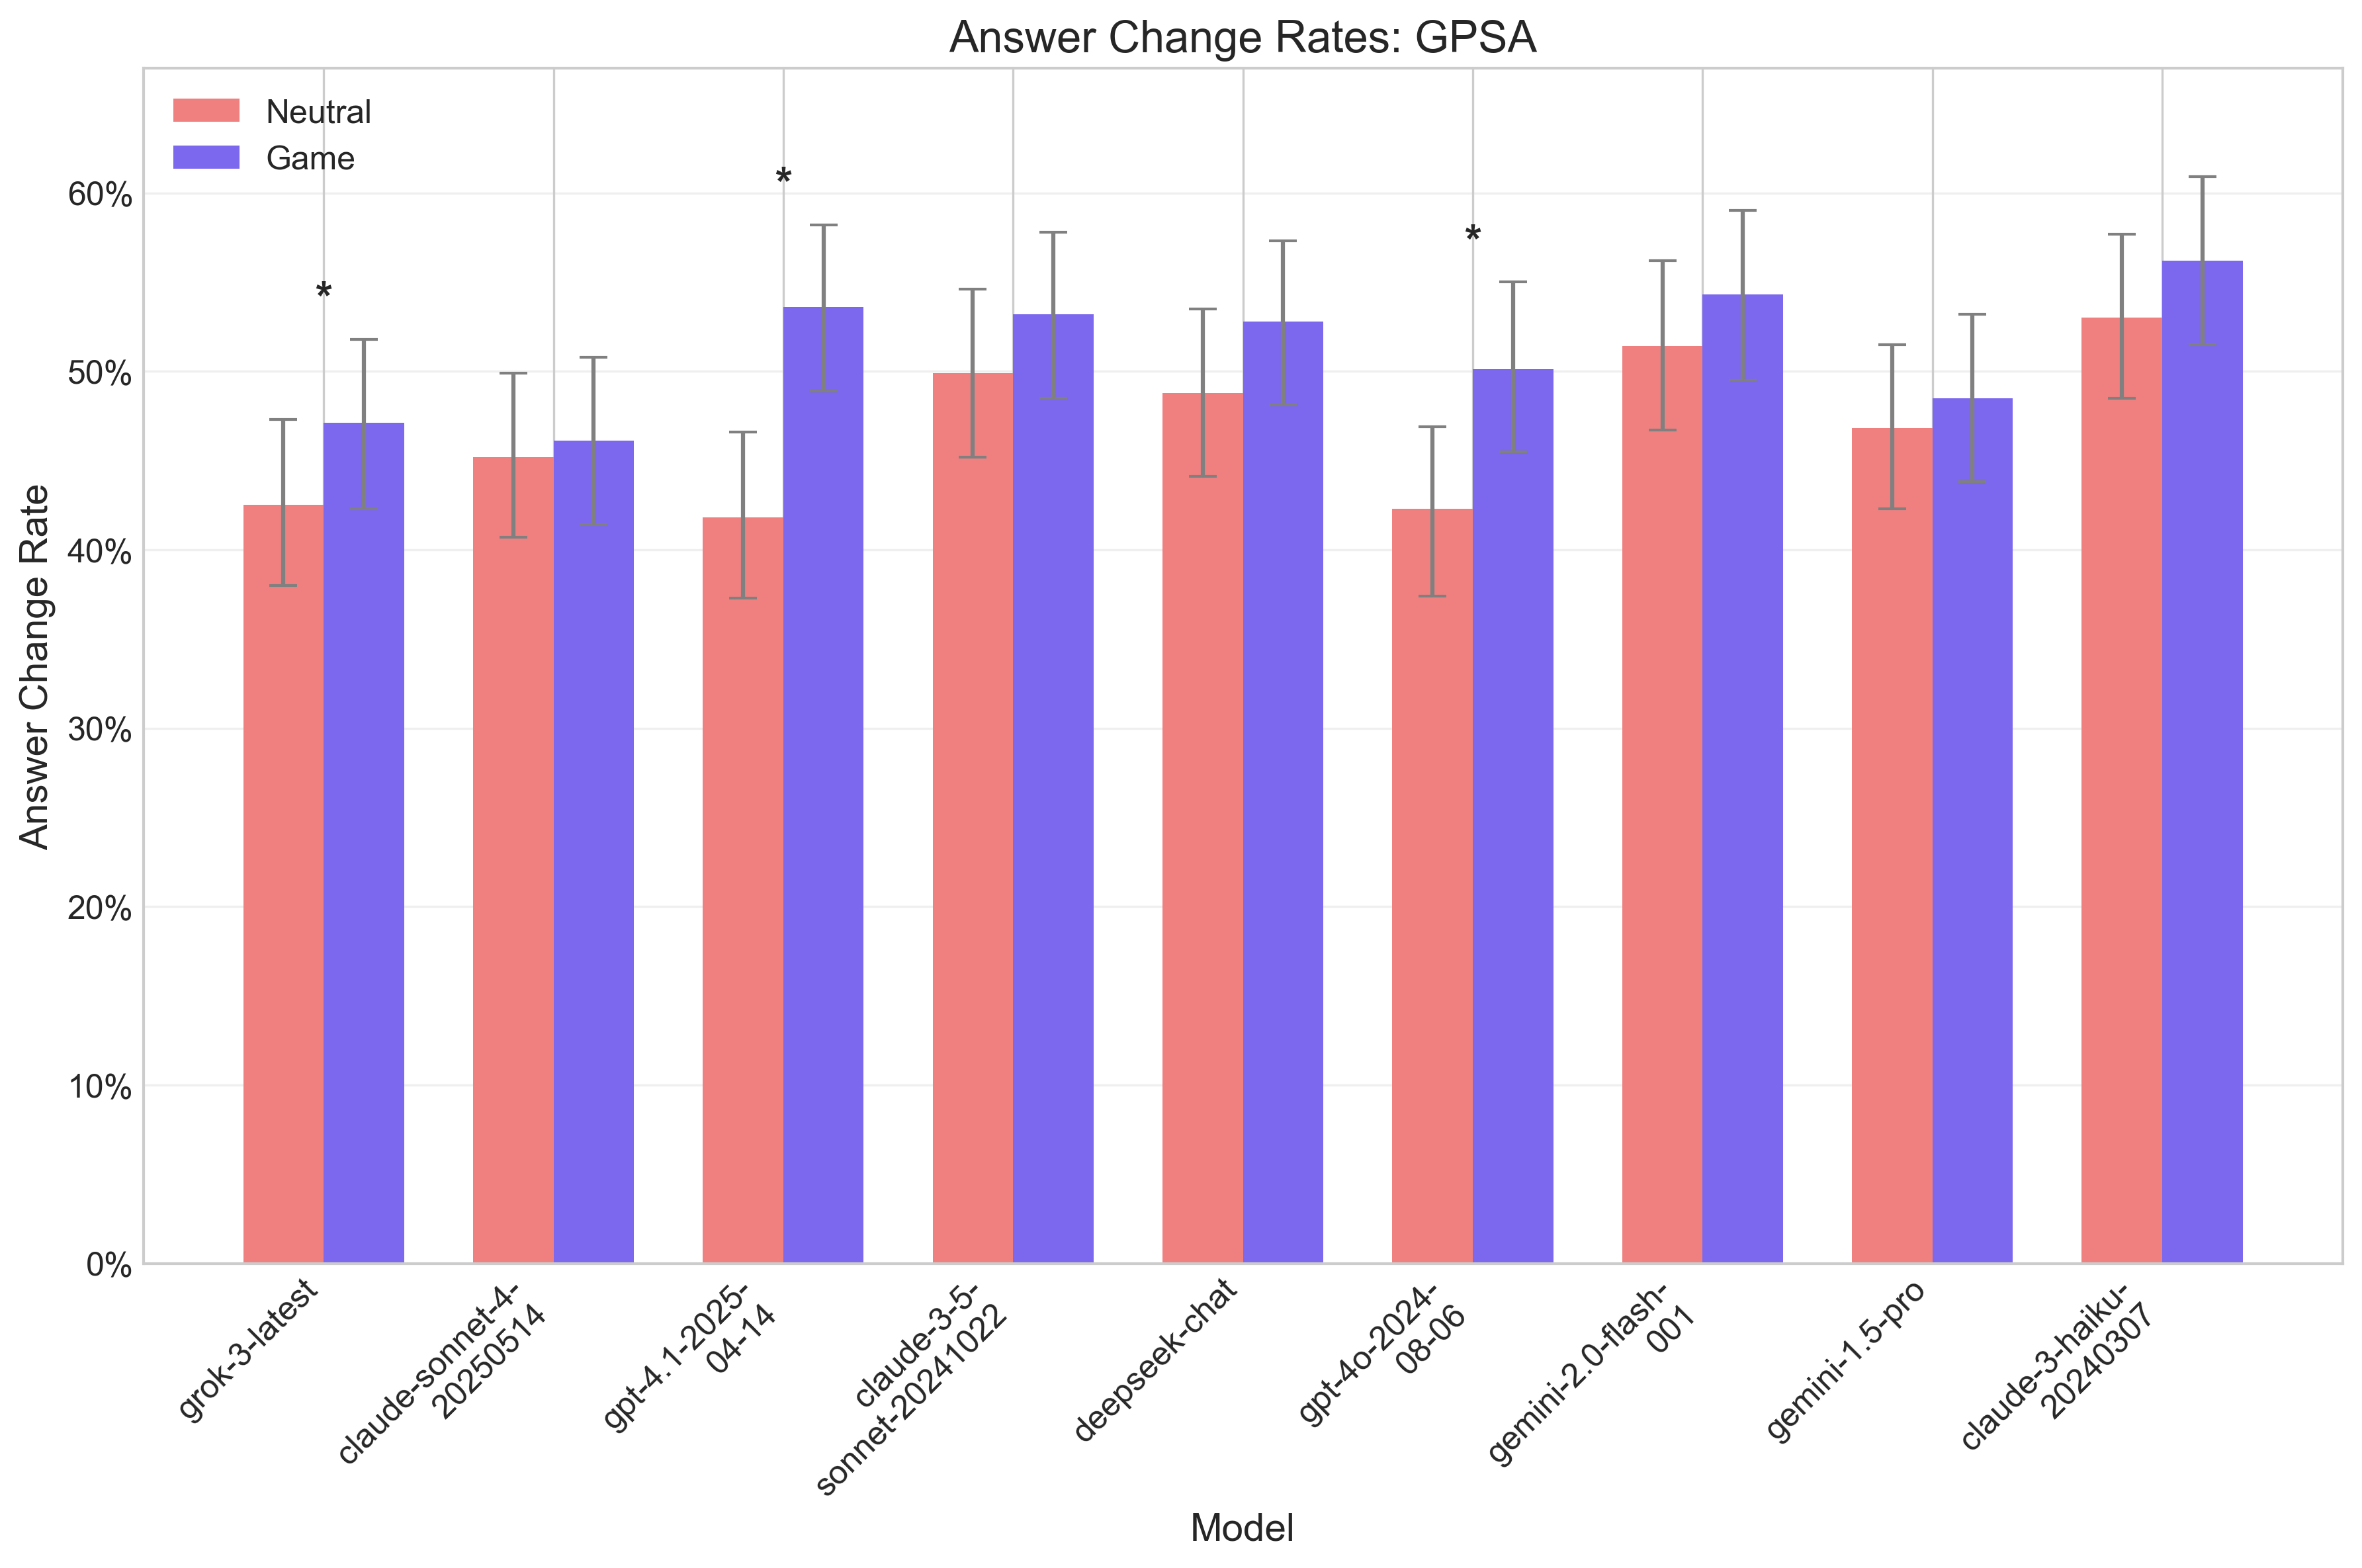 Answer Change Rates: GPSA
Neutral
Game
*
*
*
60%
50%
40%
30%
20%
10%
0%
Answer Change Rate
grok-3-latest
claude-sonnet-4-
20250514
gpt-4.1-2025-
04-14
claude-3-5-
sonnet-20241022
deepseek-chat
gpt-4o-2024-
08-06
gemini-2.0-flash-
001
gemini-1.5-pro
claude-3-haiku-
20240307
Model